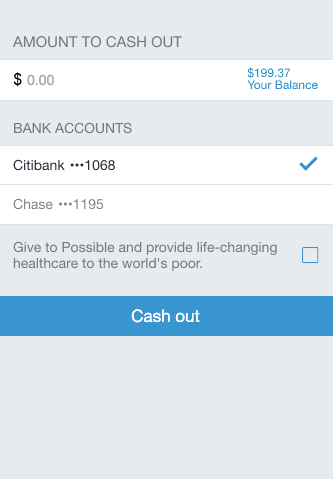 AMOUNT TO CASH OUT
$ 0.00
$199.37
Your Balance
BANK ACCOUNTS
Citibank •••1068
Chase •••1195
Give to Possible and provide life-changing
healthcare to the world's poor.
Cash out